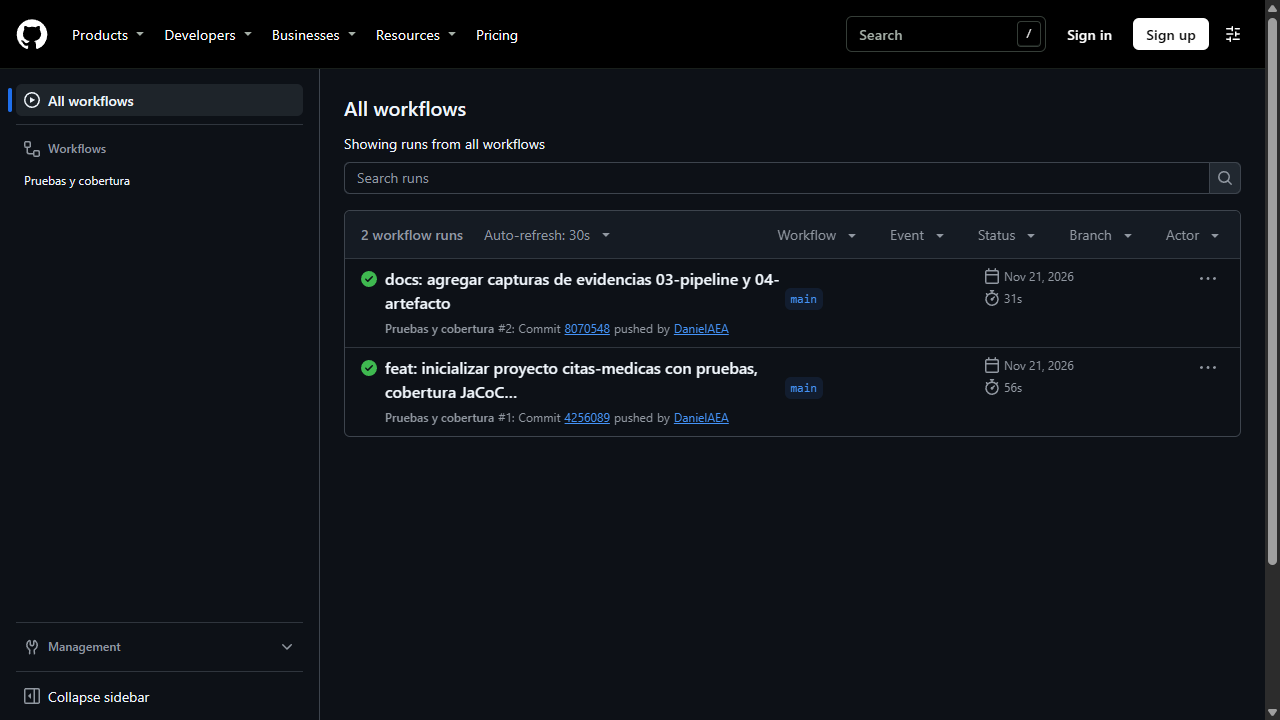 Products Developers Businesses Resources Pricing Search / Sign in Sign up
All workflows
Workflows
Pruebas y cobertura
Management
Collapse sidebar
All workflows
Showing runs from all workflows
Search runs
2 workflow runs Auto-refresh: 30s Workflow Event Status Branch Actor
docs: agregar capturas de evidencias 03-pipeline y 04-
artefacto
Pruebas y cobertura #2: Commit 8070548 pushed by DanielAEA
main
Nov 21, 2026
31s
feat: inicializar proyecto citas-medicas con pruebas,
cobertura JaCoC...
Pruebas y cobertura #1: Commit 4256089 pushed by DanielAEA
main
Nov 21, 2026
56s